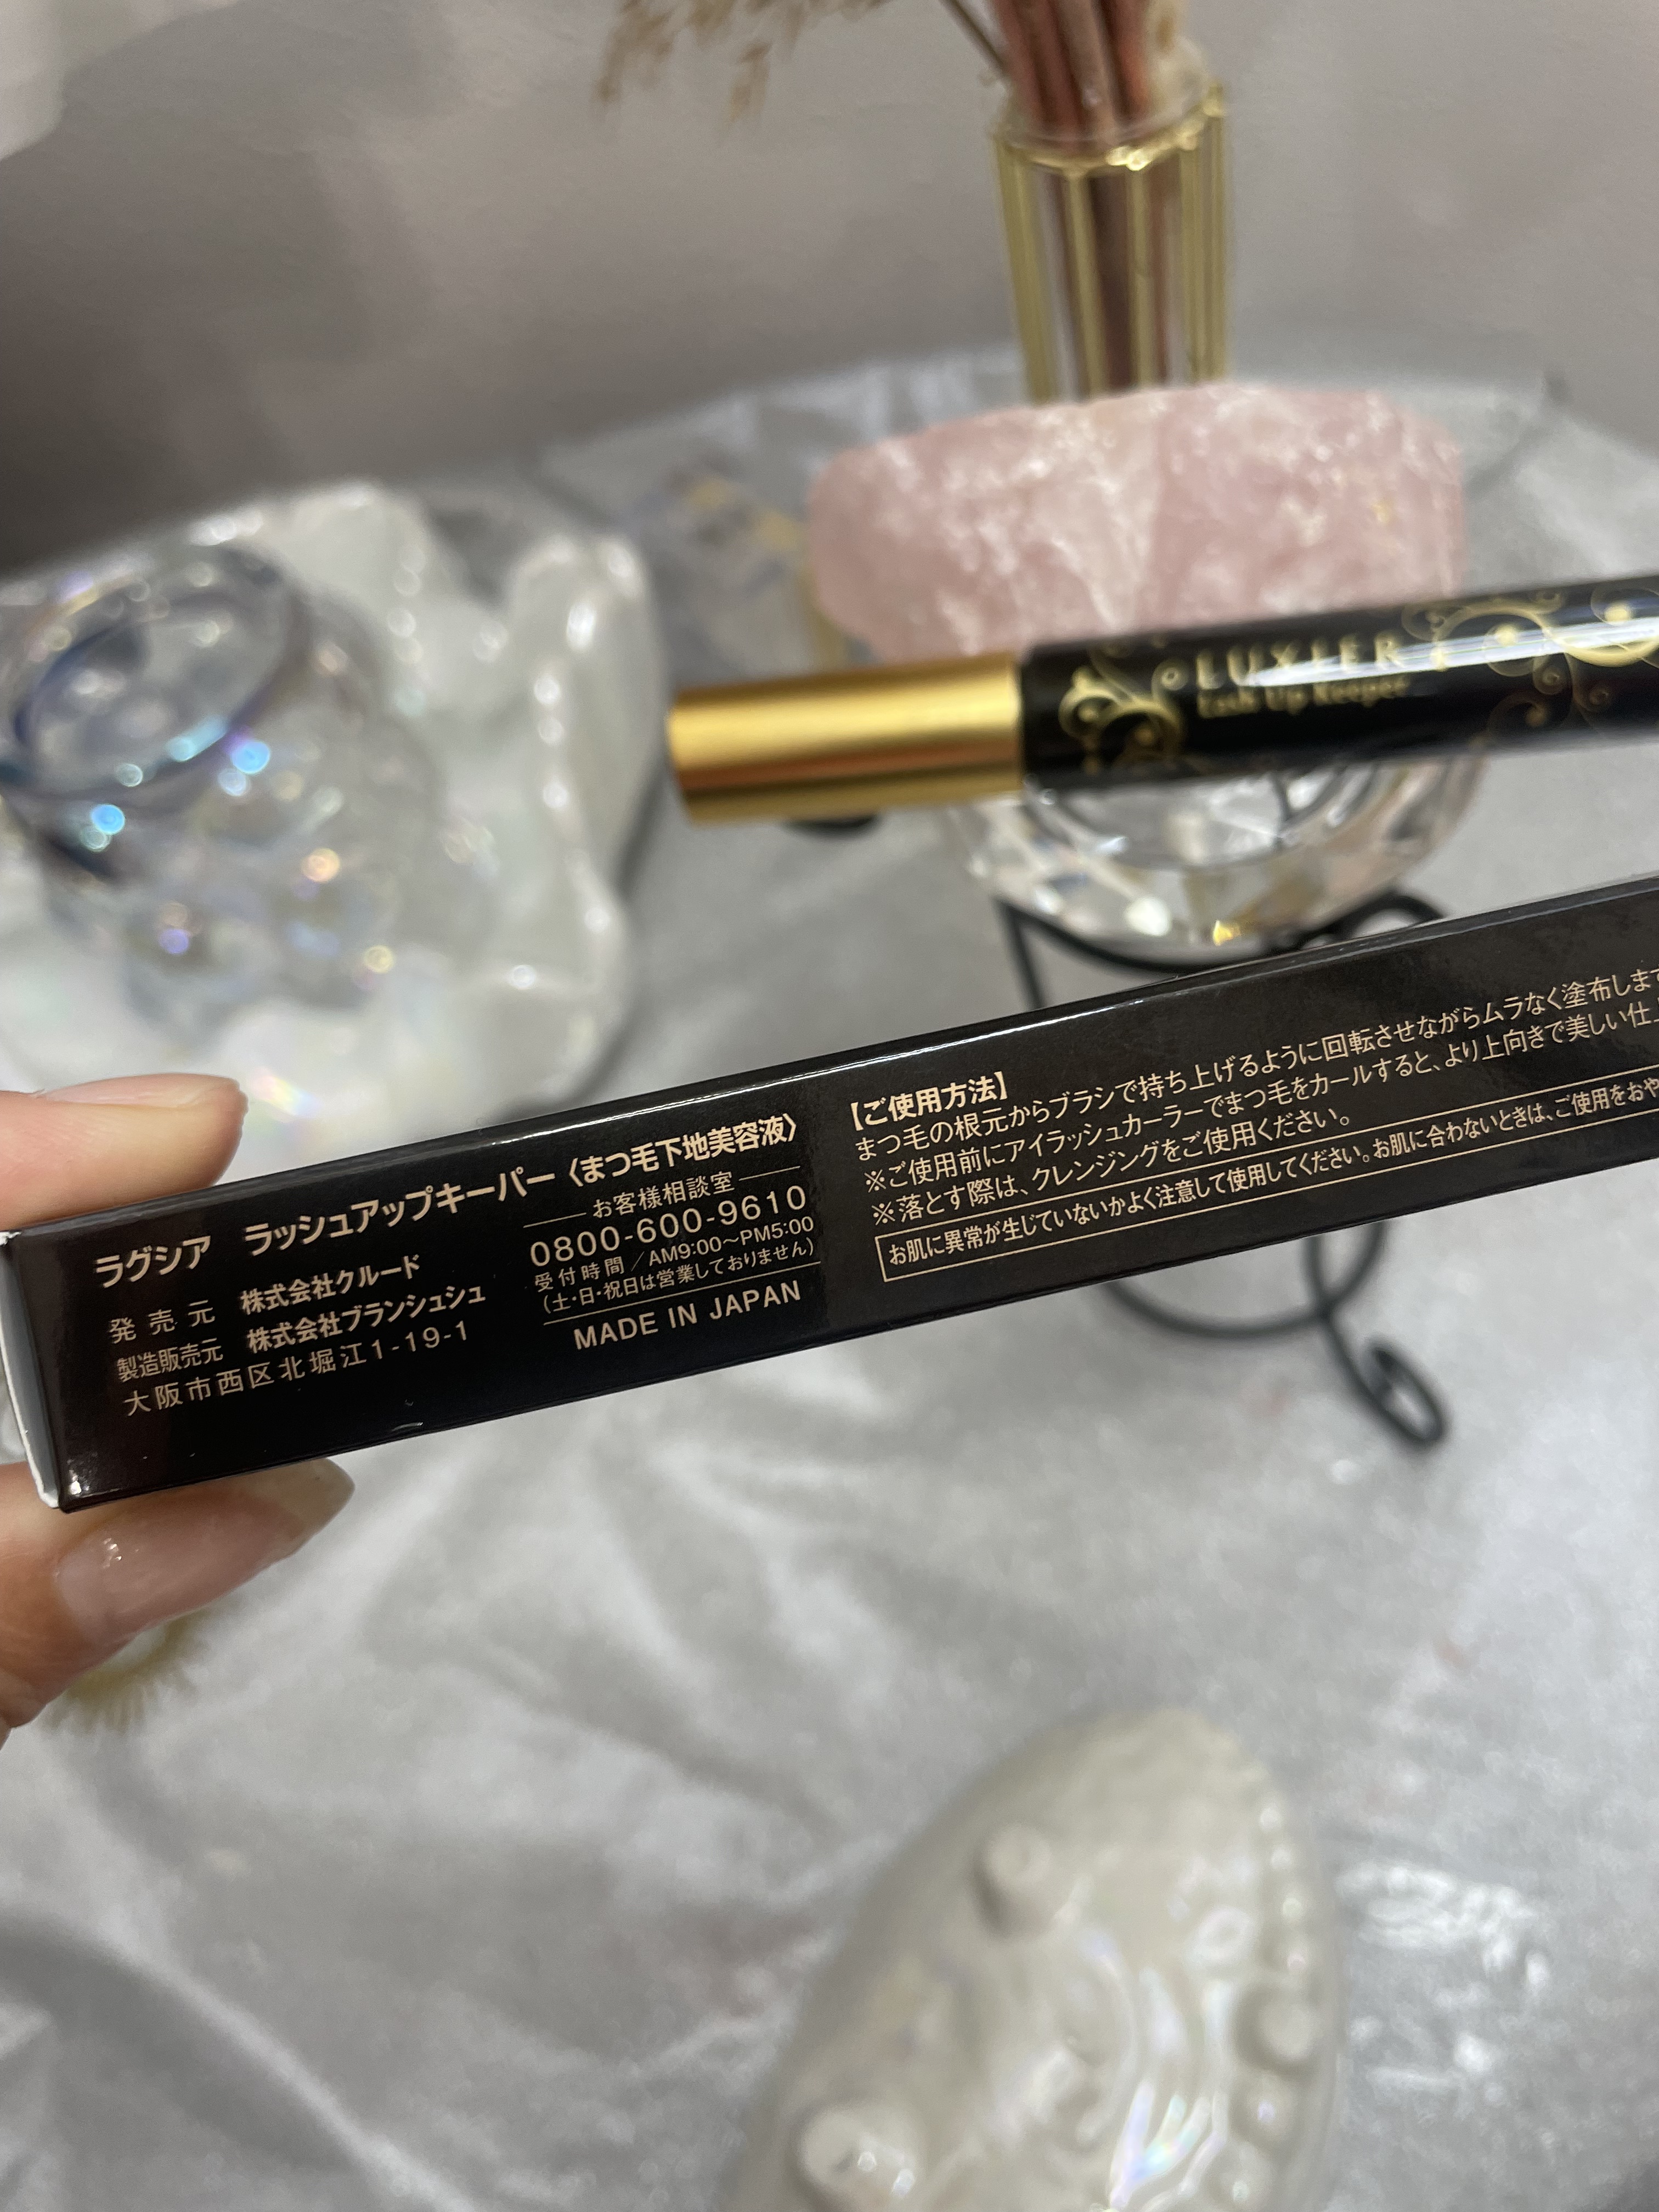 LUXIER
Lash Up Keeper
ラグシア ラッシュアップキーパー〈まつ毛下地美容液〉
発売元 株式会社クルード
製造販売元 株式会社ブランシュシュ
大阪市西区北堀江1-19-1
お客様相談室
0800-600-9610
受付時間／AM9:00〜PM5:00
(土・日・祝日は営業しておりません)
MADE IN JAPAN
【ご使用方法】
まつ毛の根元からブラシで持ち上げるように回転させながらムラなく塗布します
※ご使用前にアイラッシュカーラーでまつ毛をカールすると、より上向きで美しい仕上
※落とす際は、クレンジングをご使用ください。
お肌に異常が生じていないかよく注意して使用してください。お肌に合わないときは、ご使用をおや